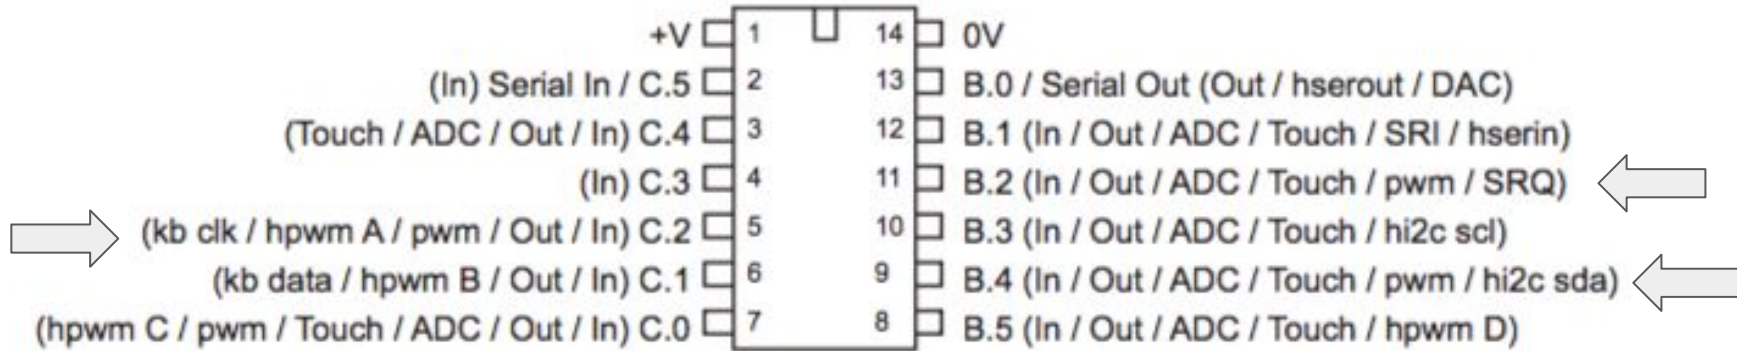 +V 1 14 0V
(In) Serial In / C.5 2 13 B.0 / Serial Out (Out / hserout / DAC)
(Touch / ADC / Out / In) C.4 3 12 B.1 (In / Out / ADC / Touch / SRI / hserin)
(In) C.3 4 11 B.2 (In / Out / ADC / Touch / pwm / SRQ)
(kb clk / hpwm A / pwm / Out / In) C.2 5 10 B.3 (In / Out / ADC / Touch / hi2c scl)
(kb data / hpwm B / Out / In) C.1 6 9 B.4 (In / Out / ADC / Touch / pwm / hi2c sda)
(hpwm C / pwm / Touch / ADC / Out / In) C.0 7 8 B.5 (In / Out / ADC / Touch / hpwm D)